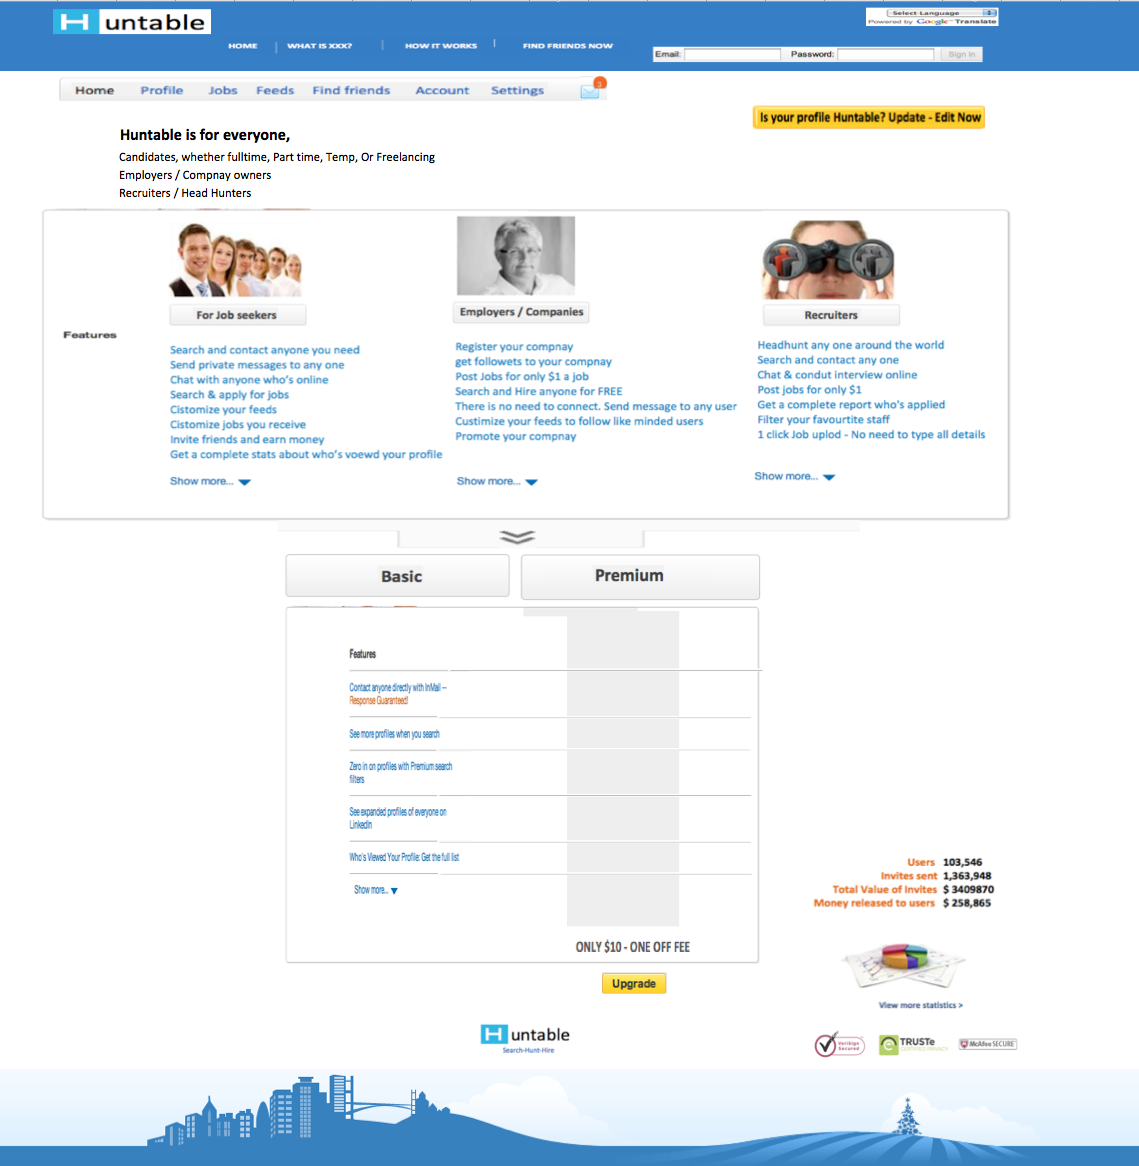 Huntable
Select Language
Powered by Google Translate
HOME | WHAT IS XXX? | HOW IT WORKS | FIND FRIENDS NOW
Email: Password: Sign In
Home Profile Jobs Feeds Find friends Account Settings 3
Is your profile Huntable? Update - Edit Now
Huntable is for everyone,
Candidates, whether fulltime, Part time, Temp, Or Freelancing
Employers / Compnay owners
Recruiters / Head Hunters
Features
For Job seekers
Search and contact anyone you need
Send private messages to any one
Chat with anyone who's online
Search & apply for jobs
Cistomize your feeds
Cistomize jobs you receive
Invite friends and earn money
Get a complete stats about who's voewd your profile
Show more...
Employers / Companies
Register your compnay
get followets to your compnay
Post Jobs for only $1 a job
Search and Hire anyone for FREE
There is no need to connect. Send message to any user
Custimize your feeds to follow like minded users
Promote your compnay
Show more...
Recruiters
Headhunt any one around the world
Search and contact any one
Chat & condut interview online
Post jobs for only $1
Get a complete report who's applied
Filter your favourtite staff
1 click Job uplod - No need to type all details
Show more...
Basic
Premium
Features
Contact anyone directly with InMail --
Response Guaranteed!
See more profiles when you search
Zero in on profiles with Premium search
filters
See expanded profiles of everyone on
LinkedIn
Who's Viewed Your Profile: Get the full list
Show more...
ONLY $10 - ONE OFF FEE
Upgrade
Users 103,546
Invites sent 1,363,948
Total Value of Invites $ 3409870
Money released to users $ 258,865
View more statistics >
Huntable
Search-Hunt-Hire
VeriSign
Secured
TRUSTe
CERTIFIED PRIVACY
McAfee SECURE